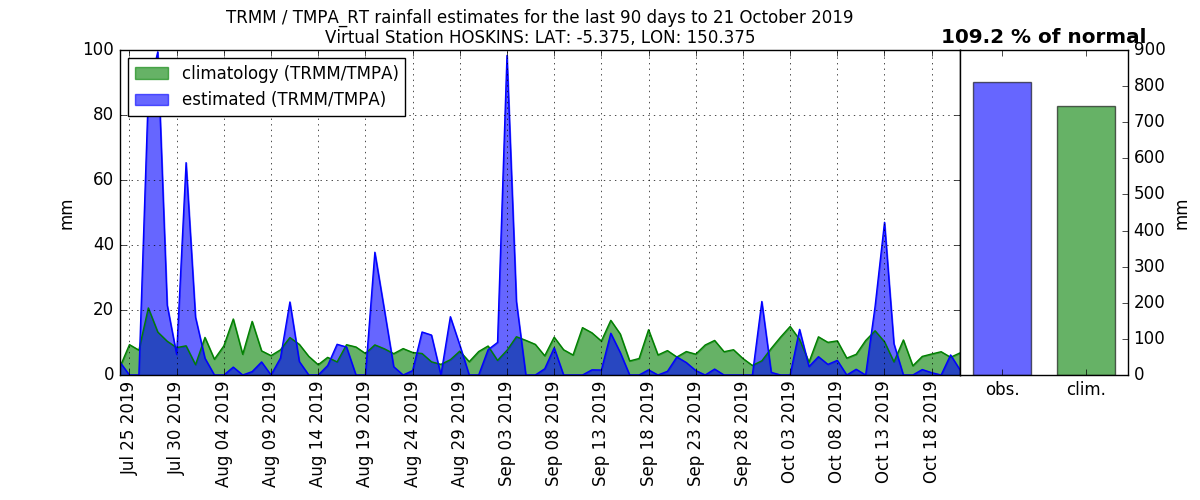 TRMM / TMPA_RT rainfall estimates for the last 90 days to 21 October 2019
Virtual Station HOSKINS: LAT: -5.375, LON: 150.375
109.2 % of normal
climatology (TRMM/TMPA)
estimated (TRMM/TMPA)
mm
100
80
60
40
20
0
Jul 25 2019
Jul 30 2019
Aug 04 2019
Aug 09 2019
Aug 14 2019
Aug 19 2019
Aug 24 2019
Aug 29 2019
Sep 03 2019
Sep 08 2019
Sep 13 2019
Sep 18 2019
Sep 23 2019
Sep 28 2019
Oct 03 2019
Oct 08 2019
Oct 13 2019
Oct 18 2019
obs.
clim.
900
800
700
600
500
400
300
200
100
0
mm